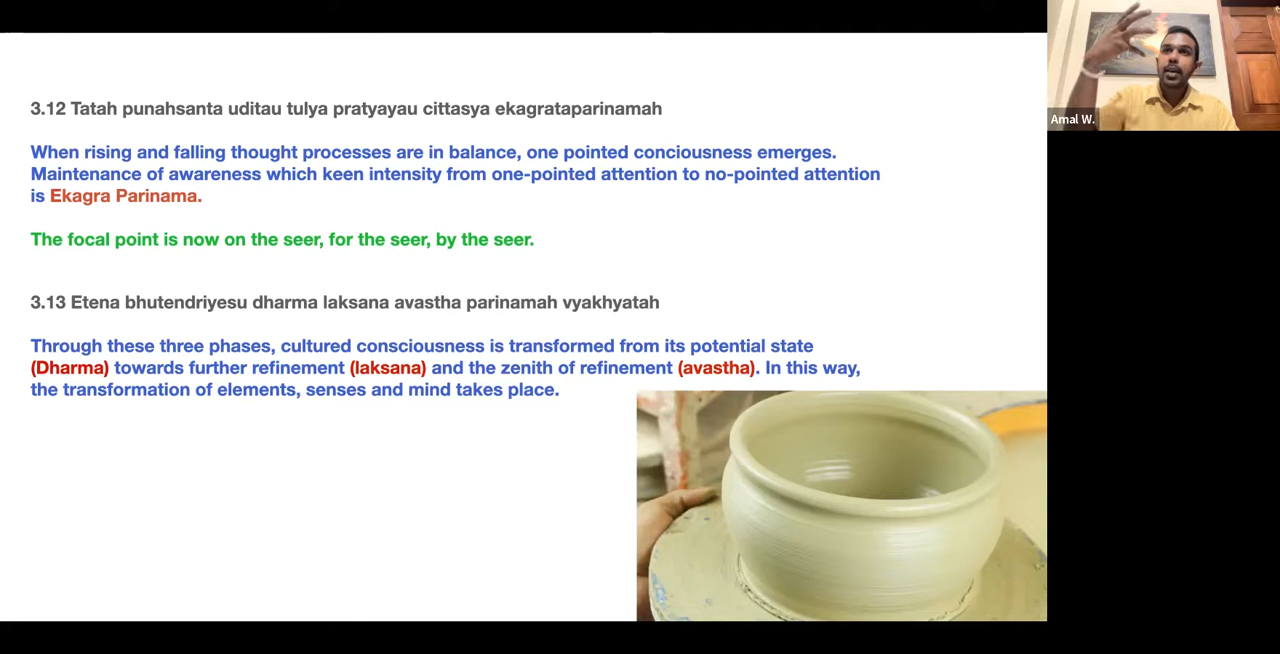 3.12 Tatah punahsanta uditau tulya pratyayau cittasya ekagrataparinamah
When rising and falling thought processes are in balance, one pointed conciousness emerges.
Maintenance of awareness which keen intensity from one-pointed attention to no-pointed attention
is Ekagra Parinama.
The focal point is now on the seer, for the seer, by the seer.
3.13 Etena bhutendriyesu dharma laksana avastha parinamah vyakhyatah
Through these three phases, cultured consciousness is transformed from its potential state
(Dharma) towards further refinement (laksana) and the zenith of refinement (avastha). In this way,
the transformation of elements, senses and mind takes place.
Amal W.